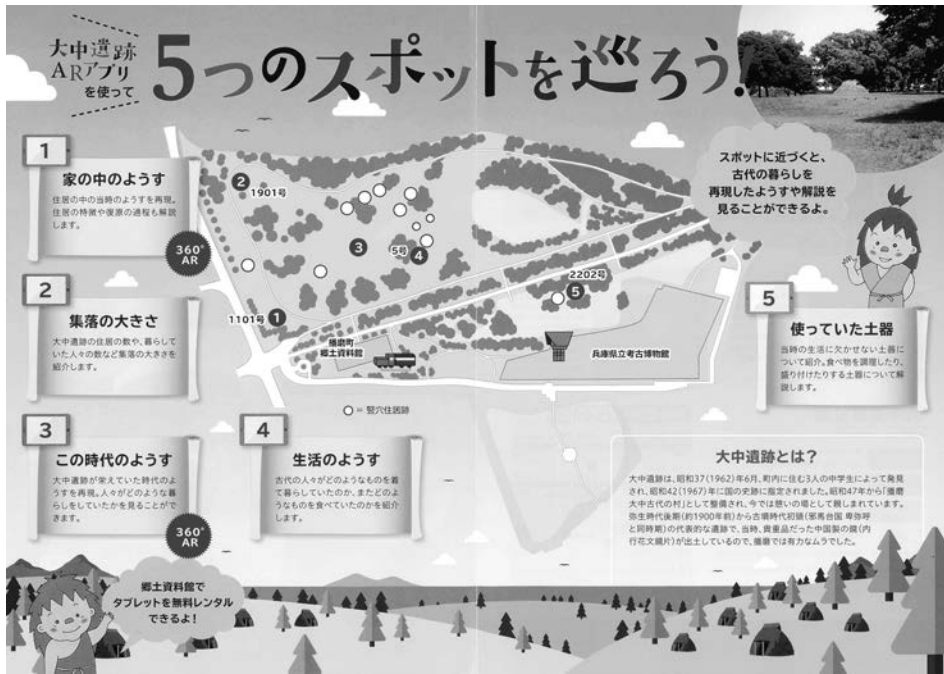 大中遺跡
ARアプリ
を使って
5つのスポットを巡ろう!
1
家の中のようす
住居の中の当時のようすを再現。
住居の特徴や復原の過程も解説
します。
360°
AR
2
集落の大きさ
大中遺跡の住居の数や、暮らして
いた人々の数など集落の大きさを
紹介します。
3
この時代のようす
大中遺跡が栄えていた時代のよ
うすを再現。人々がどのような暮
らしをしていたかを見ることがで
きます。
360°
AR
4
生活のようす
古代の人々がどのようなものを着
て暮らしていたのか、またどのよ
うなものを食べていたのかを紹介
します。
5
使っていた土器
当時の生活に欠かせない土器に
ついて紹介。食べ物を調理したり、
盛り付けたりする土器について解
説します。
スポットに近づくと、
古代の暮らしを
再現したようすや解説を
見ることができるよ。
2
1901号
3
5号
4
2202号
5
1101号
1
播磨町
郷土資料館
兵庫県立考古博物館
○ = 竪穴住居跡
大中遺跡とは?
大中遺跡は、昭和37(1962)年6月、町内に住む3人の中学生によって発見
され、昭和42(1967)年に国の史跡に指定されました。昭和47年から「播磨
大中古代の村」として整備され、今では憩いの場として親しまれています。
弥生時代後期(約1900年前)から古墳時代初頭(邪馬台国 卑弥呼
と同時期)の代表的な遺跡で、当時、貴重品だった中国製の鏡(内
行花文鏡片)が出土しているので、播磨では有力なムラでした。
郷土資料館で
タブレットを無料レンタル
できるよ!